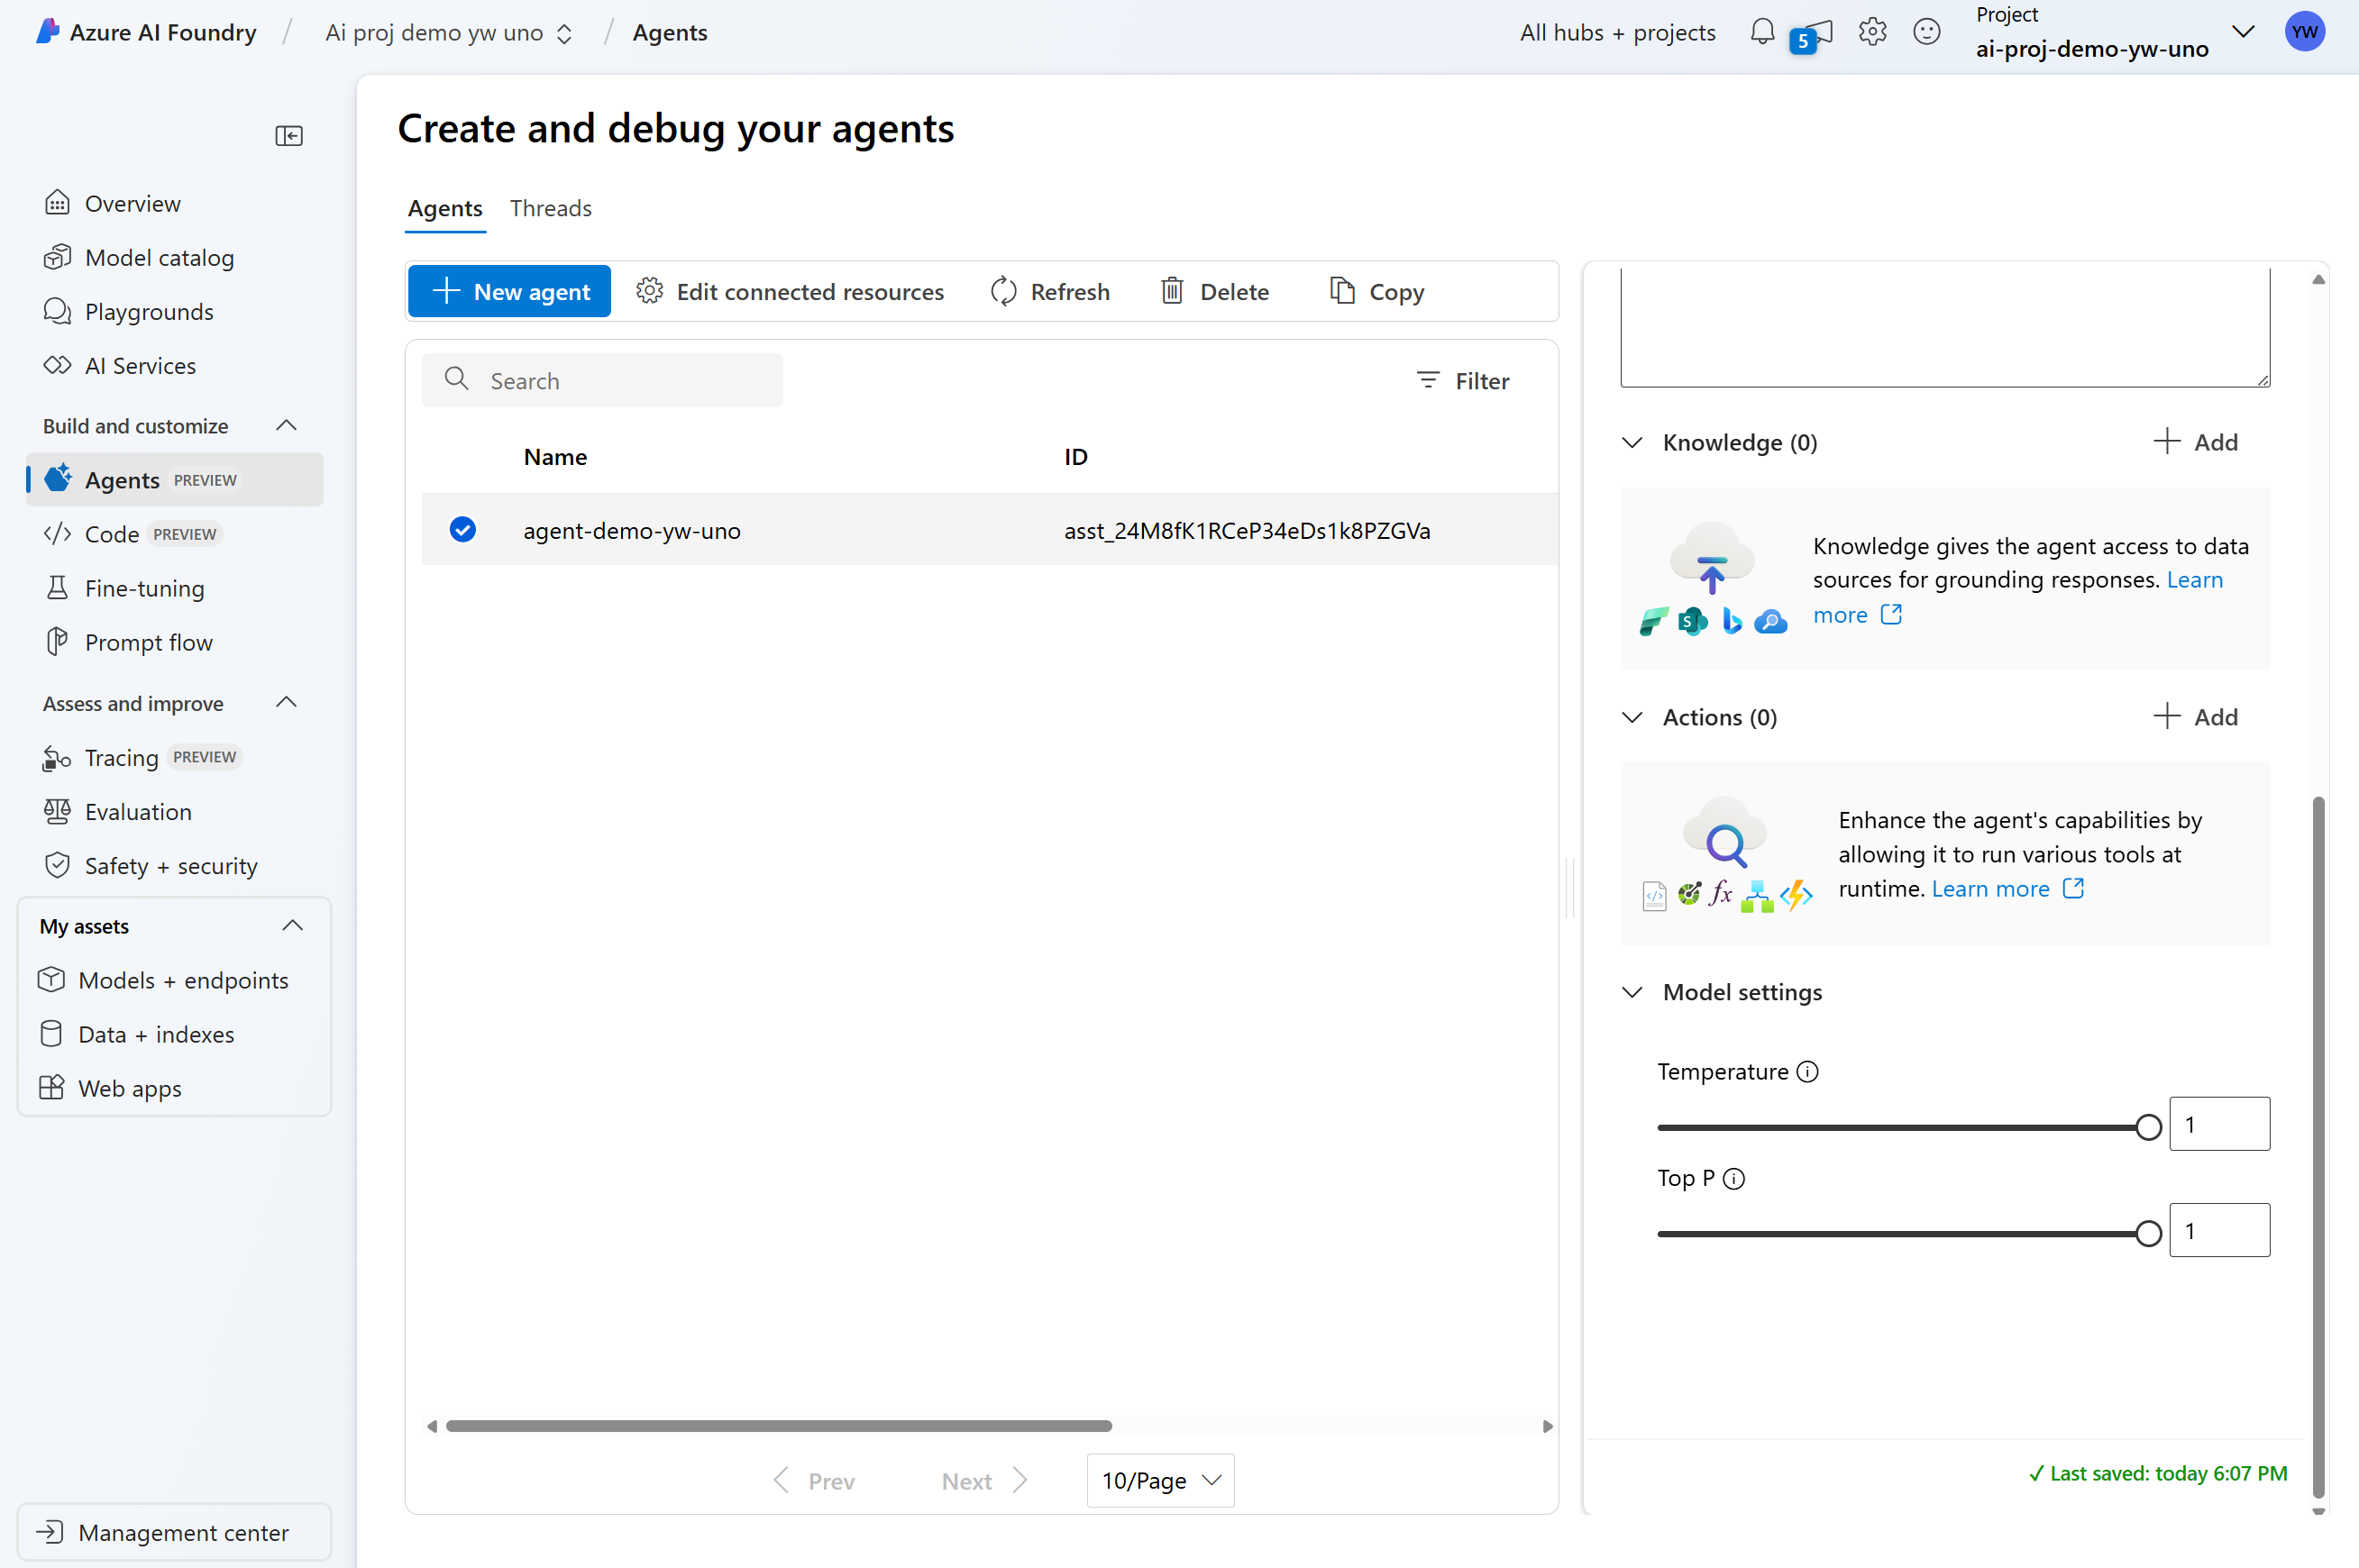 Azure AI Foundry / Ai proj demo yw uno / Agents
All hubs + projects
5
Project
ai-proj-demo-yw-uno
YW
Overview
Model catalog
Playgrounds
AI Services
Build and customize
Agents PREVIEW
Code PREVIEW
Fine-tuning
Prompt flow
Assess and improve
Tracing PREVIEW
Evaluation
Safety + security
My assets
Models + endpoints
Data + indexes
Web apps
Management center
Create and debug your agents
Agents Threads
New agent Edit connected resources Refresh Delete Copy
Search Filter
Name ID
agent-demo-yw-uno asst_24M8fK1RCeP34eDs1k8PZGVa
Prev Next 10/Page
Knowledge (0) Add
Knowledge gives the agent access to data
sources for grounding responses. Learn
more
Actions (0) Add
Enhance the agent's capabilities by
allowing it to run various tools at
runtime. Learn more
Model settings
Temperature
1
Top P
1
✓ Last saved: today 6:07 PM